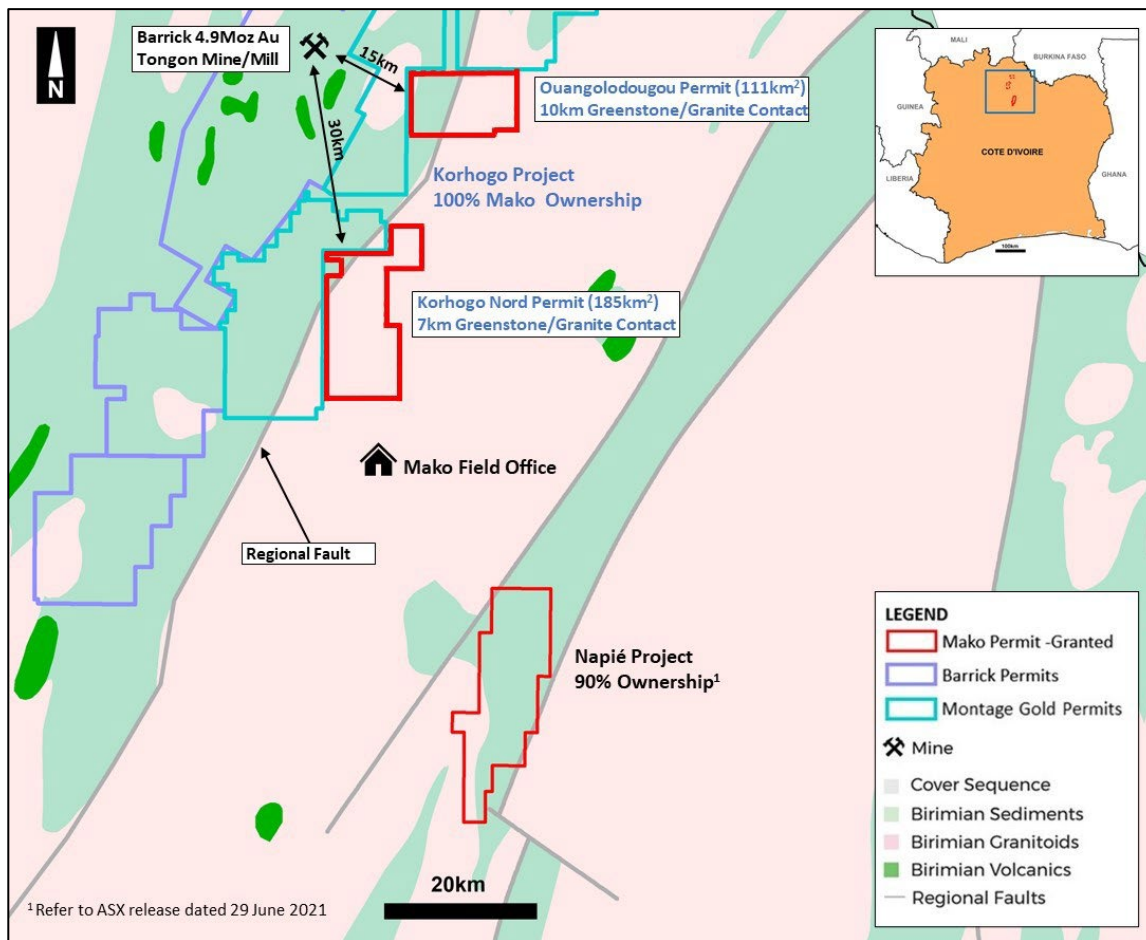 N
Barrick 4.9Moz Au
Tongon Mine/Mill
15km
30km
Ouangolodougou Permit (111km²)
10km Greenstone/Granite Contact
Korhogo Project
100% Mako Ownership
Korhogo Nord Permit (185km²)
7km Greenstone/Granite Contact
Mako Field Office
Regional Fault
Napié Project
90% Ownership¹
20km
¹ Refer to ASX release dated 29 June 2021
MALI
BURKINA FASO
GUINEA
COTE D'IVOIRE
LIBERIA
GHANA
100km
LEGEND
Mako Permit -Granted
Barrick Permits
Montage Gold Permits
Mine
Cover Sequence
Birimian Sediments
Birimian Granitoids
Birimian Volcanics
Regional Faults